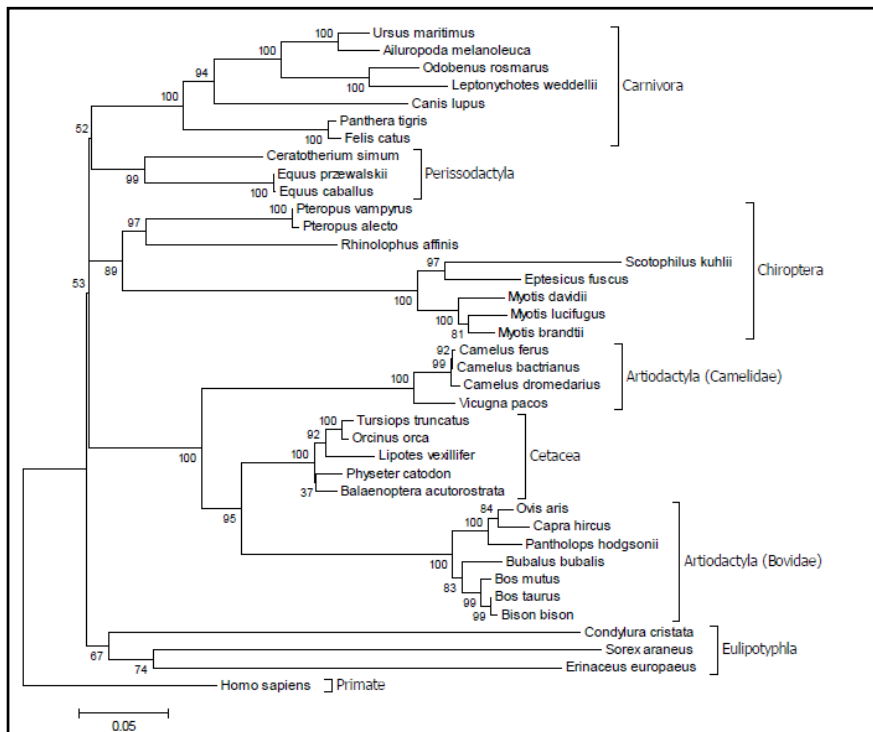 100 Ursus maritimus
100 Ailuropoda melanoleuca
94 Odobenus rosmarus
100 Leptonychotes weddellii
Carnivora
100 Canis lupus
52 Panthera tigris
100 Felis catus
Ceratotherium simum
99 Equus przewalskii
Perissodactyla
100 Equus caballus
100 Pteropus vampyrus
97 Pteropus alecto
Rhinolophus affinis
89 97 Scotophilus kuhlii
53 Eptesicus fuscus
Chiroptera
100 Myotis davidii
100 Myotis lucifugus
81 Myotis brandtii
92 Camelus ferus
99 Camelus bactrianus
Artiodactyla (Camelidae)
100 Camelus dromedarius
Vicugna pacos
100 Tursiops truncatus
92 Orcinus orca
100 Lipotes vexillifer
Cetacea
100 Physeter catodon
37 Balaenoptera acutorostrata
95 84 Ovis aris
100 Capra hircus
Pantholops hodgsonii
100 Bubalus bubalis
Artiodactyla (Bovidae)
83 Bos mutus
99 Bos taurus
99 Bison bison
Condylura cristata
67 Sorex araneus
Eulipotyphla
74 Erinaceus europaeus
Homo sapiens
Primate
0.05